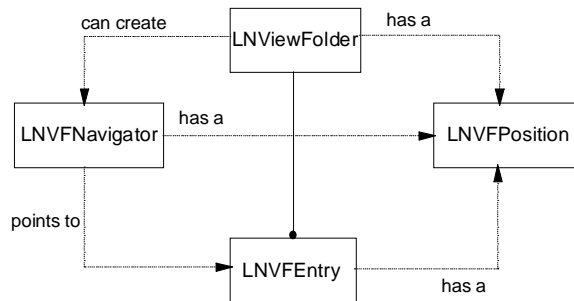 can create
has a
LNViewFolder
LNVFNavigator
has a
LNVFPosition
points to
LNVFEntry
has a